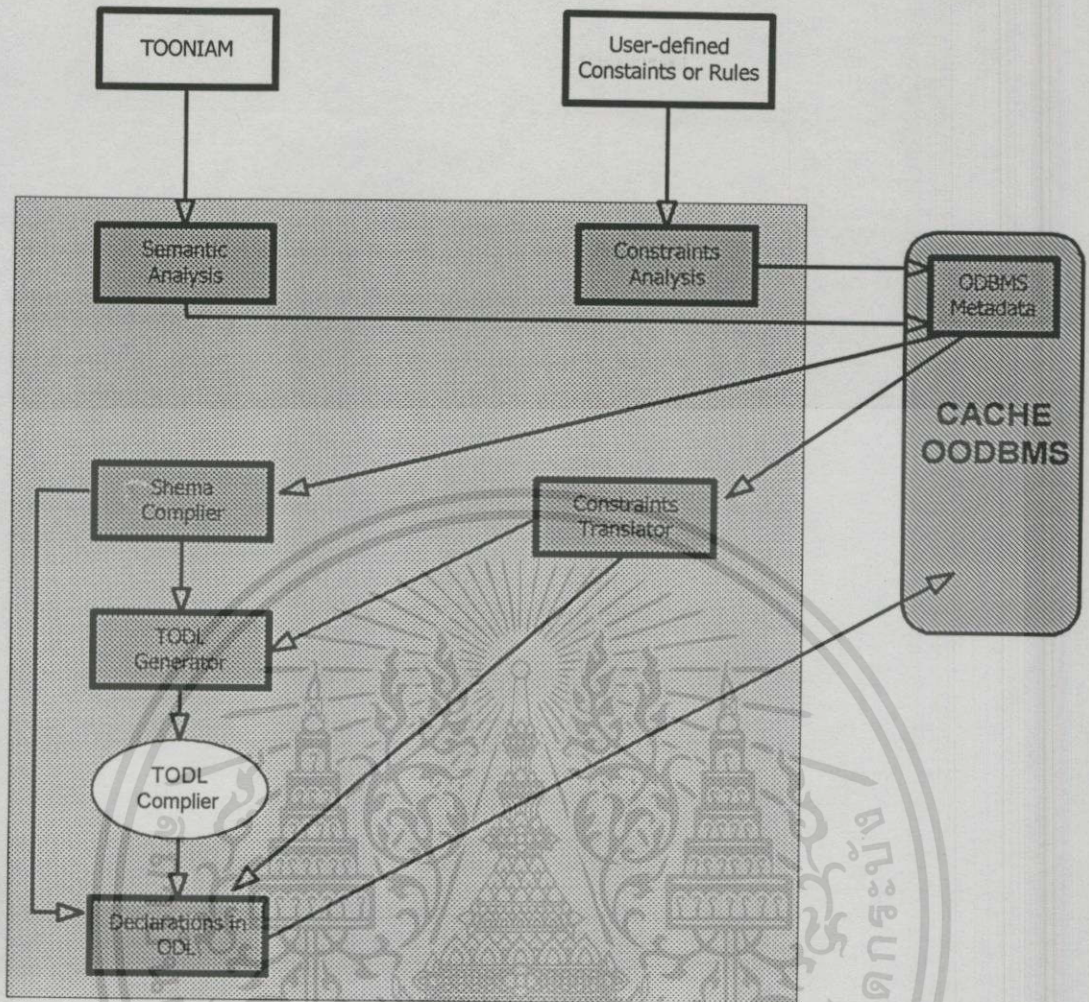 TOONIAM
User-defined
Constaints or Rules
Semantic
Analysis
Constraints
Analysis
ODBMS
Metadata
CACHE
OODBMS
Shema
Complier
Constraints
Translator
TODL
Generator
TODL
Complier
Declarations in
ODL